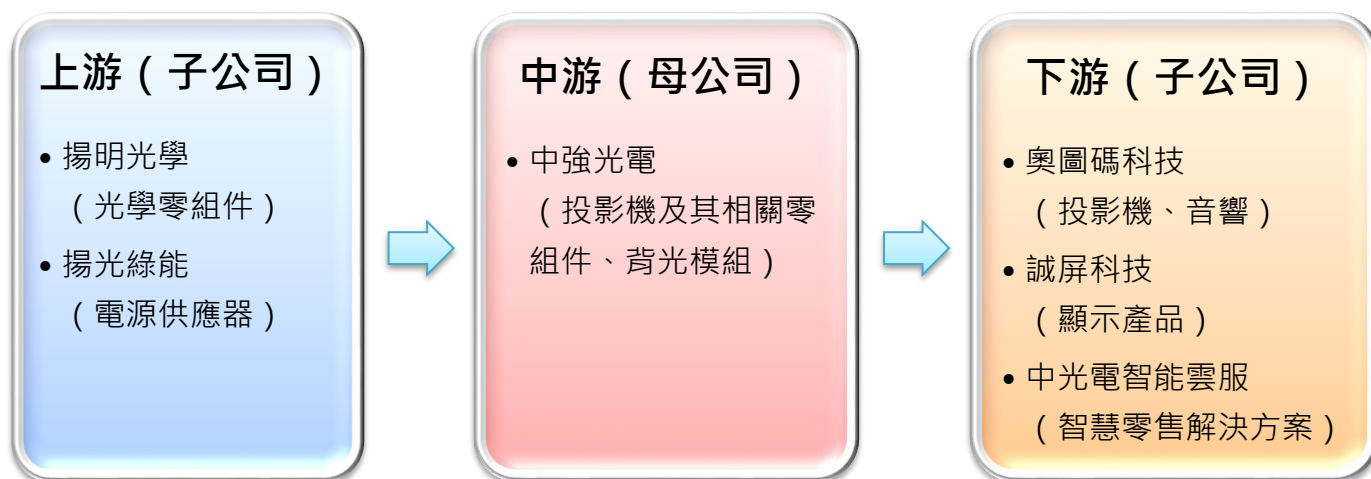 上游（子公司）
• 揚明光學
（光學零組件）
• 揚光綠能
（電源供應器）
中游（母公司）
• 中強光電
（投影機及其相關零
組件、背光模組）
下游（子公司）
• 奧圖碼科技
（投影機、音響）
• 誠屏科技
（顯示產品）
• 中光電智能雲服
（智慧零售解決方案）